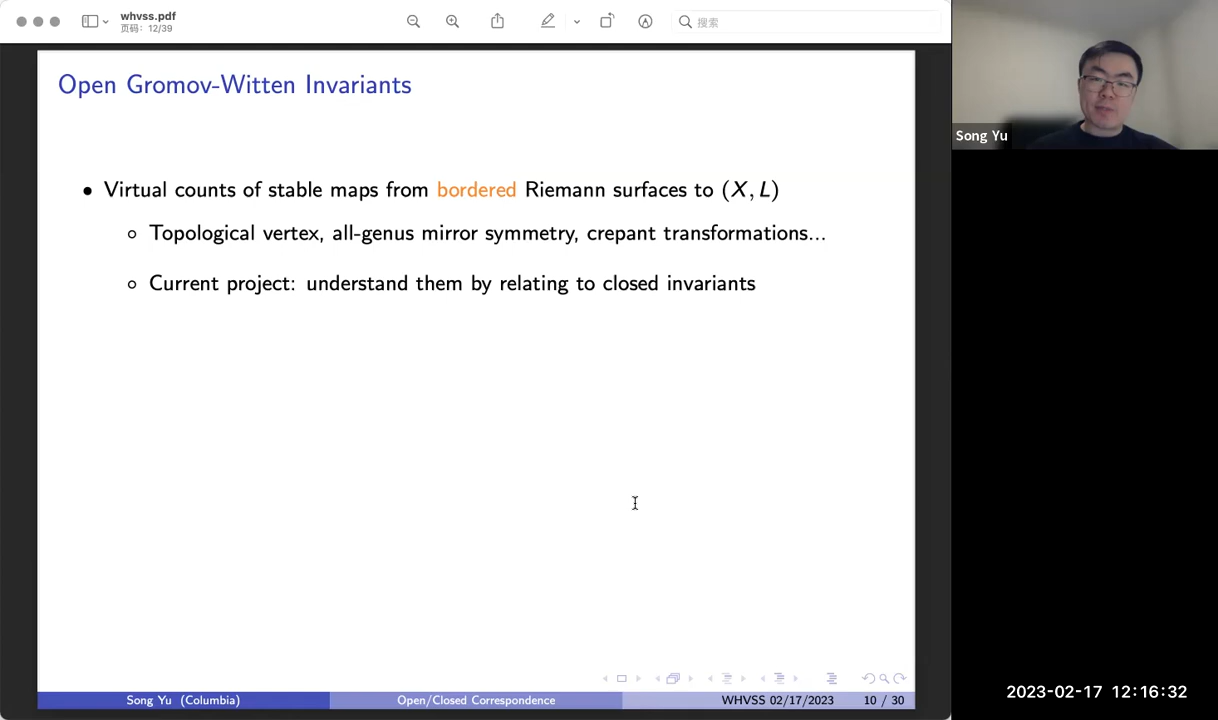 whvss.pdf
页码: 12/39
搜索
Open Gromov-Witten Invariants
• Virtual counts of stable maps from bordered Riemann surfaces to (X, L)
◦ Topological vertex, all-genus mirror symmetry, crepant transformations...
◦ Current project: understand them by relating to closed invariants
Song Yu (Columbia)
Open/Closed Correspondence
WHVSS 02/17/2023
10 / 30
Song Yu
2023-02-17 12:16:32